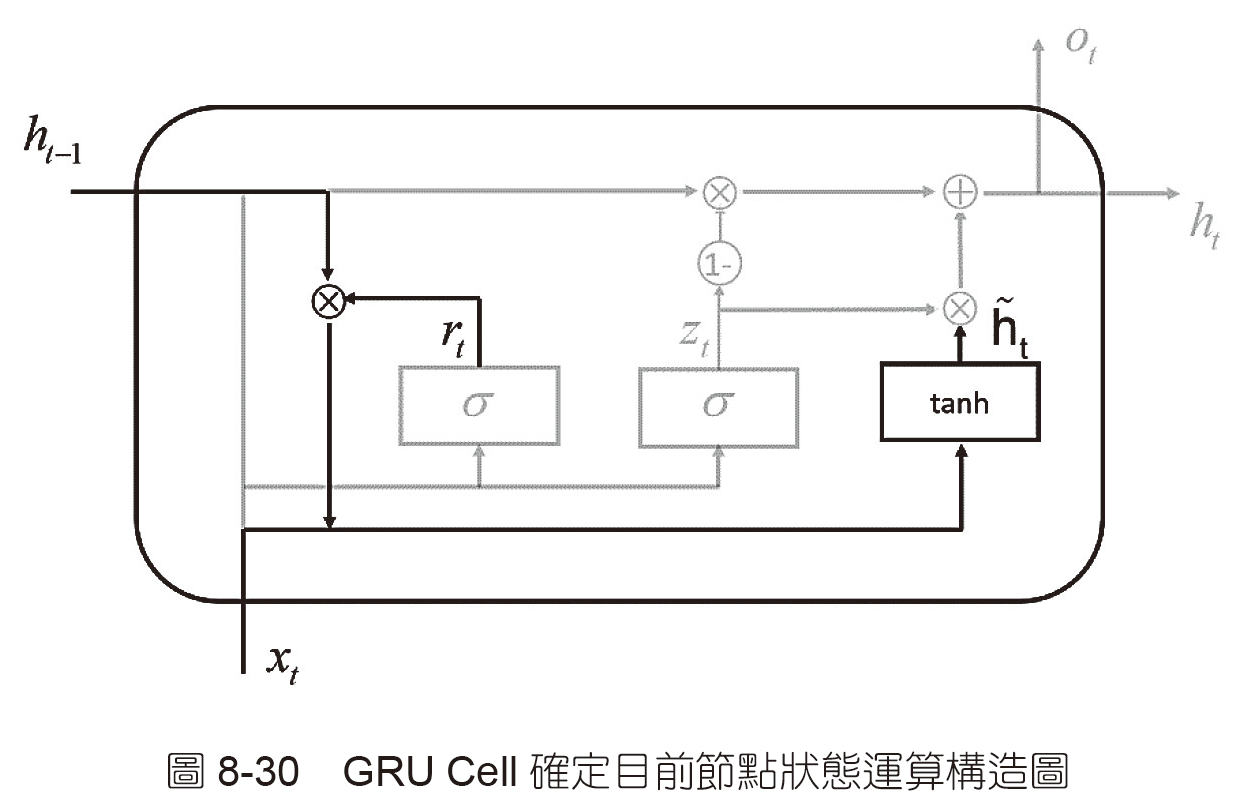 o_t
h_{t-1}
h_t
1-
r_t
z_t
h̃_t
σ
σ
tanh
x_t
圖 8-30 GRU Cell 確定目前節點狀態運算構造圖